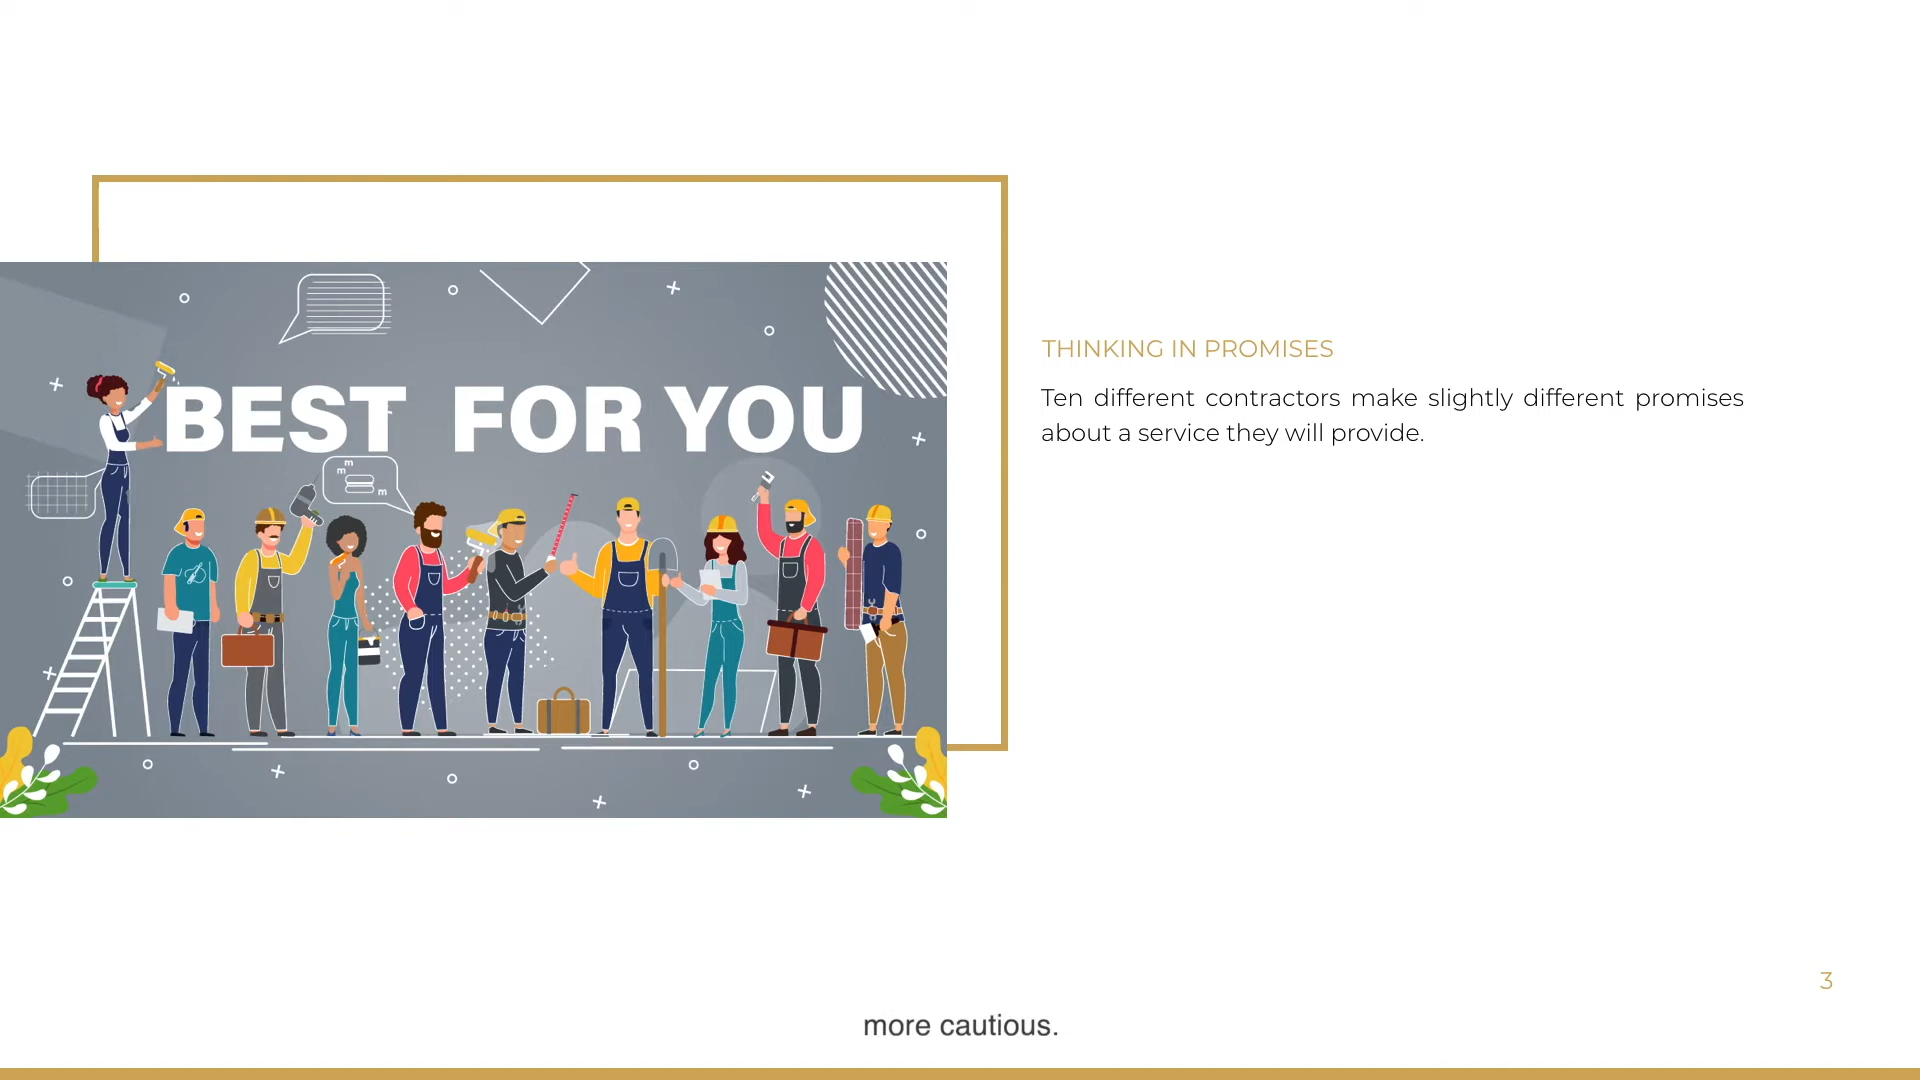 BEST FOR YOU
m
m
m
THINKING IN PROMISES
Ten different contractors make slightly different promises
about a service they will provide.
3
more cautious.